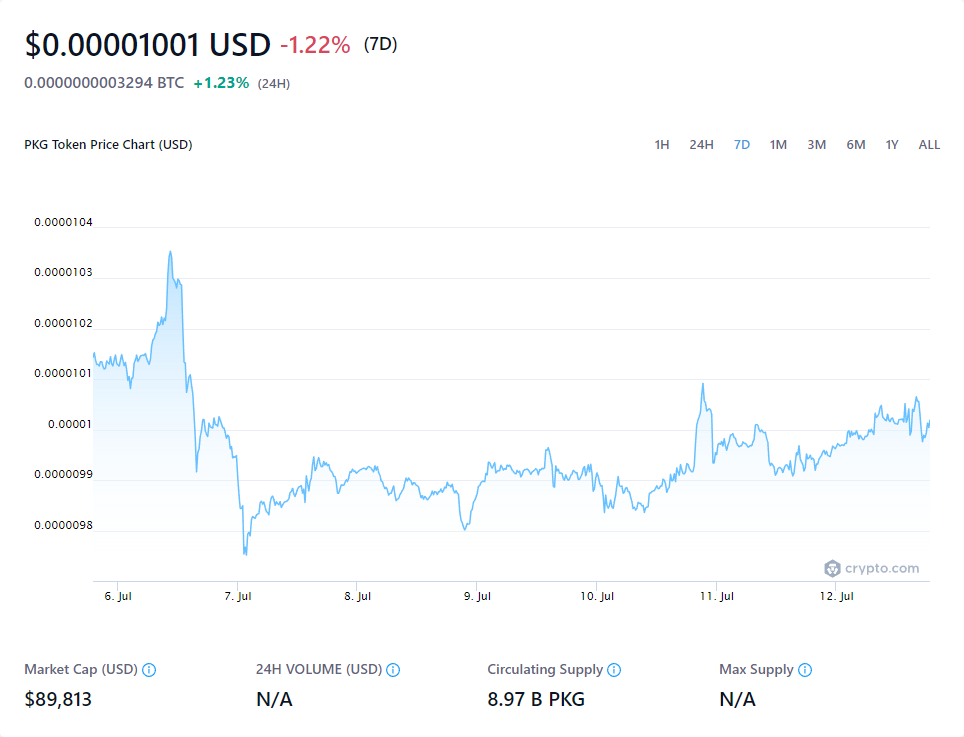 $0.00001001 USD -1.22% (7D)
0.0000000003294 BTC +1.23% (24H)
PKG Token Price Chart (USD) 1H 24H 7D 1M 3M 6M 1Y ALL
0.0000104
0.0000103
0.0000102
0.0000101
0.00001
0.0000099
0.0000098
crypto.com
6. Jul 7. Jul 8. Jul 9. Jul 10. Jul 11. Jul 12. Jul
Market Cap (USD) 24H VOLUME (USD) Circulating Supply Max Supply
$89,813 N/A 8.97 B PKG N/A